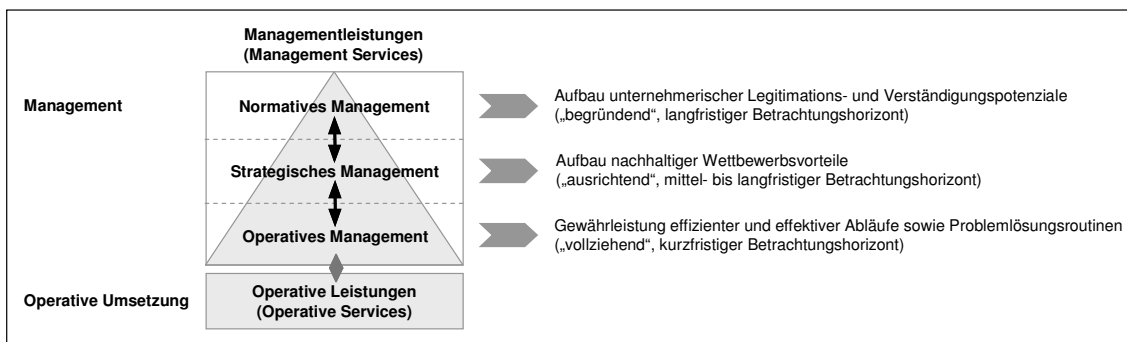 Managementleistungen
(Management Services)
Management
Normatives Management
Aufbau unternehmerischer Legitimations- und Verständigungspotenziale
(„begründend“, langfristiger Betrachtungshorizont)
Strategisches Management
Aufbau nachhaltiger Wettbewerbsvorteile
(„ausrichtend“, mittel- bis langfristiger Betrachtungshorizont)
Operatives Management
Gewährleistung effizienter und effektiver Abläufe sowie Problemlösungsroutinen
(„vollziehend“, kurzfristiger Betrachtungshorizont)
Operative Umsetzung
Operative Leistungen
(Operative Services)